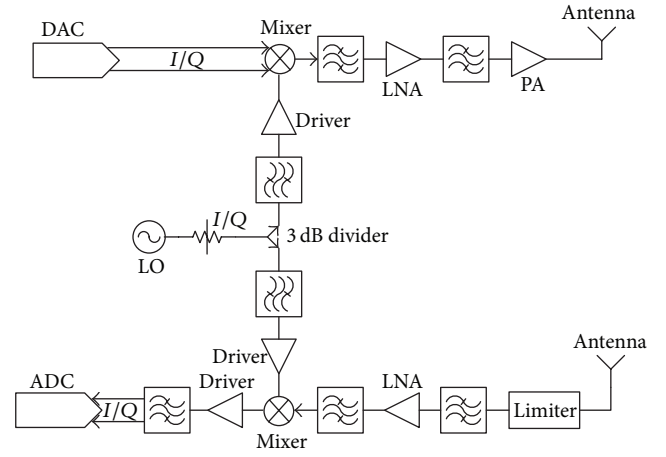 DAC
I/Q
Mixer
LNA
PA
Antenna
Driver
I/Q
3 dB divider
LO
Driver
Driver
ADC
I/Q
Mixer
LNA
Limiter
Antenna